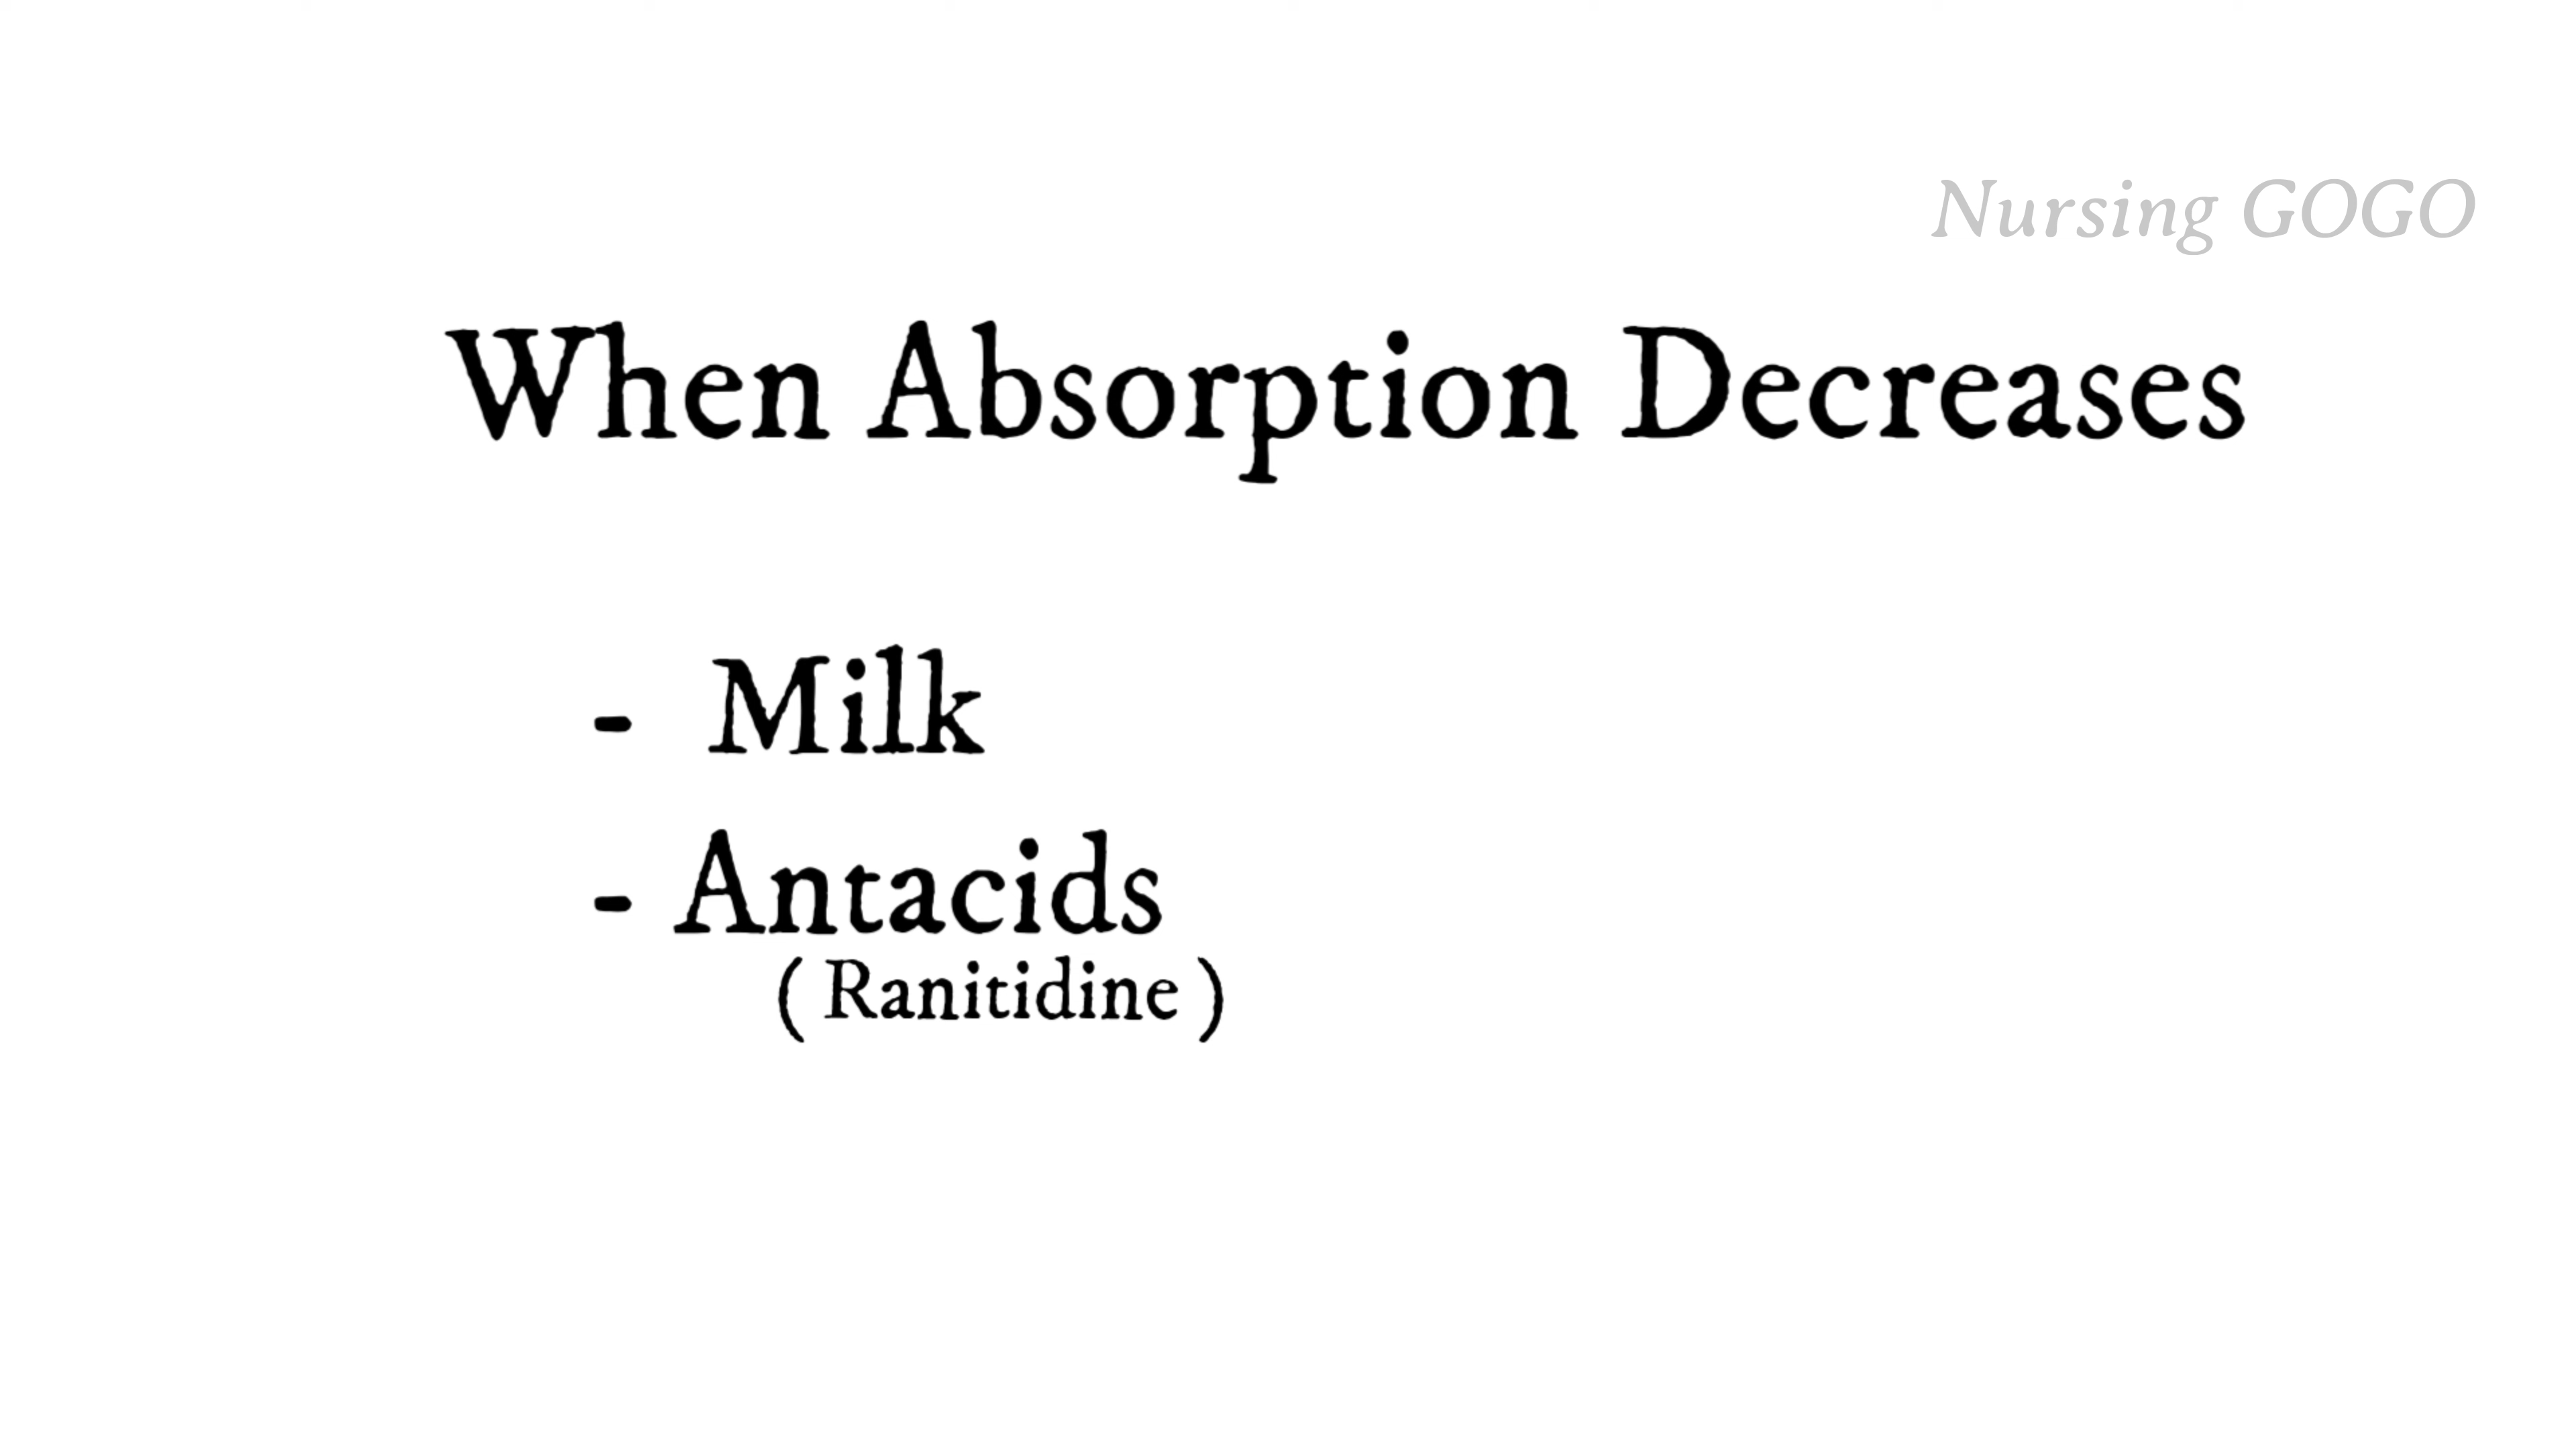 Nursing GOGO
When Absorption Decreases
- Milk
- Antacids
( Ranitidine )